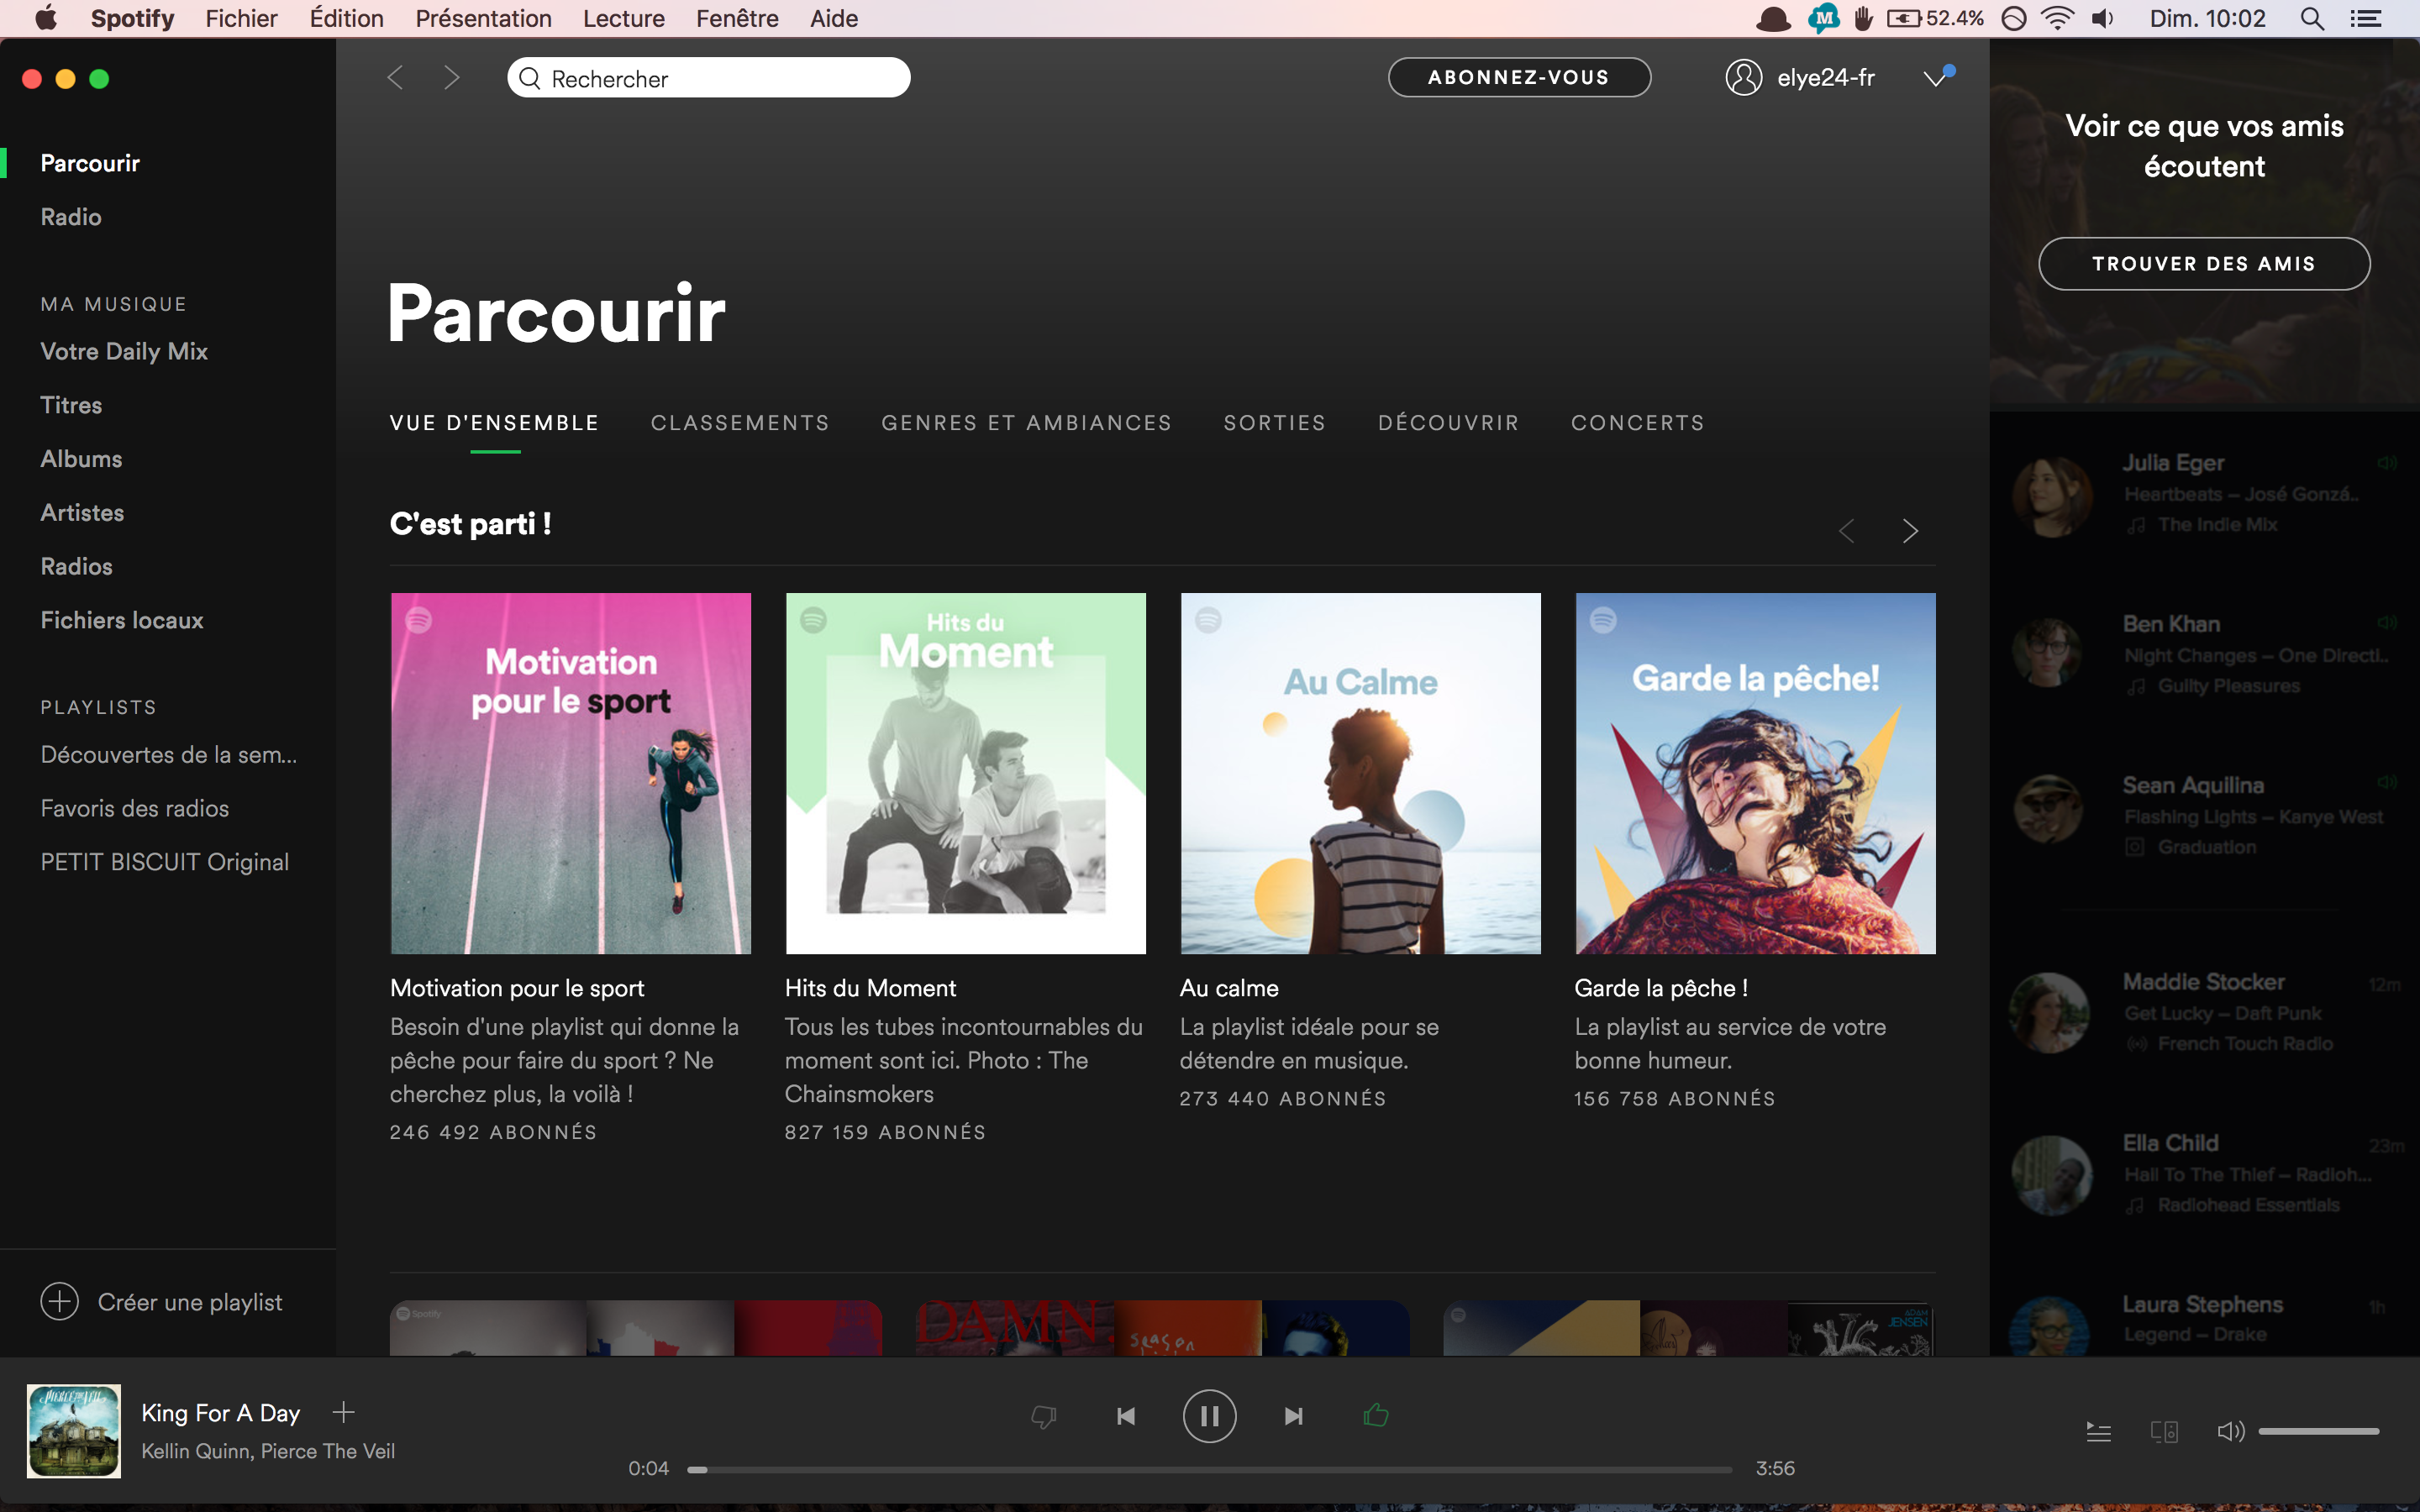 Spotify Fichier Édition Présentation Lecture Fenêtre Aide
52.4% Dim. 10:02
Rechercher
ABONNEZ-VOUS
elye24-fr
Parcourir
Radio
MA MUSIQUE
Votre Daily Mix
Titres
Albums
Artistes
Radios
Fichiers locaux
PLAYLISTS
Découvertes de la sem...
Favoris des radios
PETIT BISCUIT Original
Créer une playlist
Parcourir
VUE D'ENSEMBLE CLASSEMENTS GENRES ET AMBIANCES SORTIES DÉCOUVRIR CONCERTS
C'est parti !
Motivation
pour le sport
Motivation pour le sport
Besoin d'une playlist qui donne la
pêche pour faire du sport ? Ne
cherchez plus, la voilà !
246 492 ABONNÉS
Hits du
Moment
Hits du Moment
Tous les tubes incontournables du
moment sont ici. Photo : The
Chainsmokers
827 159 ABONNÉS
Au Calme
Au calme
La playlist idéale pour se
détendre en musique.
273 440 ABONNÉS
Garde la pêche!
Garde la pêche !
La playlist au service de votre
bonne humeur.
156 758 ABONNÉS
Spotify
DAMN.
season
ADAM
JENSEN
Voir ce que vos amis
écoutent
TROUVER DES AMIS
Julia Eger
Heartbeats – José Gonzá..
The Indie Mix
Ben Khan
Night Changes – One Directi..
Guilty Pleasures
Sean Aquilina
Flashing Lights – Kanye West
Graduation
Maddie Stocker 12m
Get Lucky – Daft Punk
French Touch Radio
Ella Child 23m
Hail To The Thief – Radioh...
Radiohead Essentials
Laura Stephens 1h
Legend – Drake
King For A Day
Kellin Quinn, Pierce The Veil
0:04
3:56